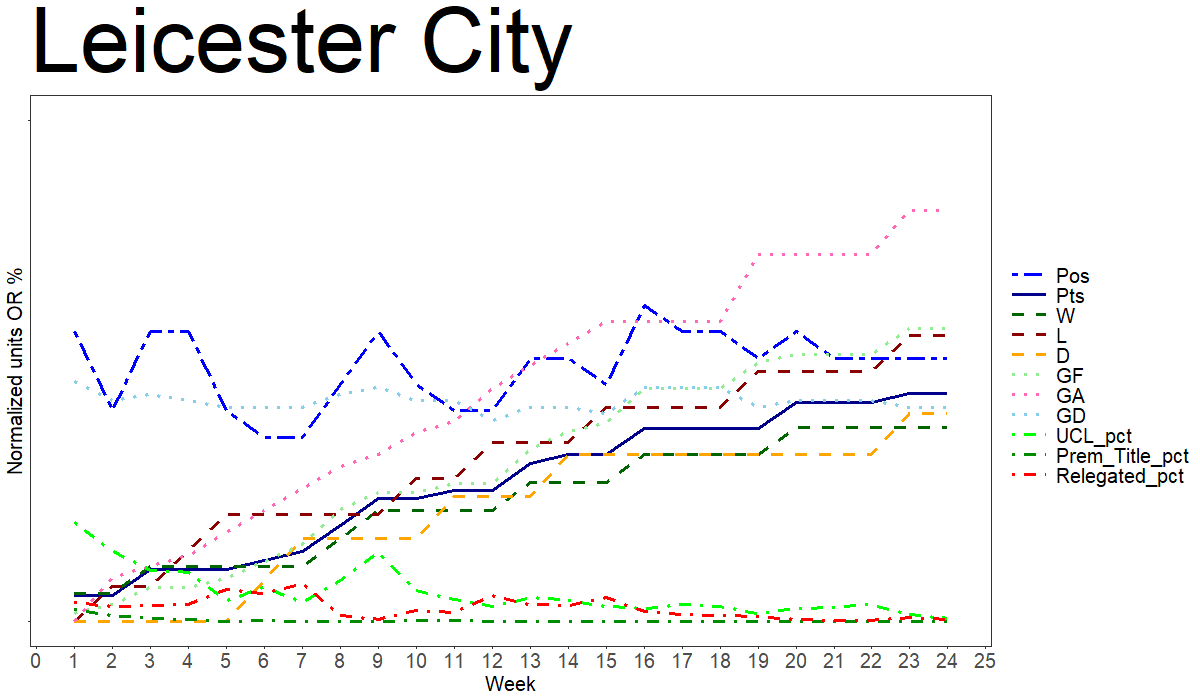 Leicester City
Normalized units OR %
Pos
Pts
W
L
D
GF
GA
GD
UCL_pct
Prem_Title_pct
Relegated_pct
0 1 2 3 4 5 6 7 8 9 10 11 12 13 14 15 16 17 18 19 20 21 22 23 24 25
Week